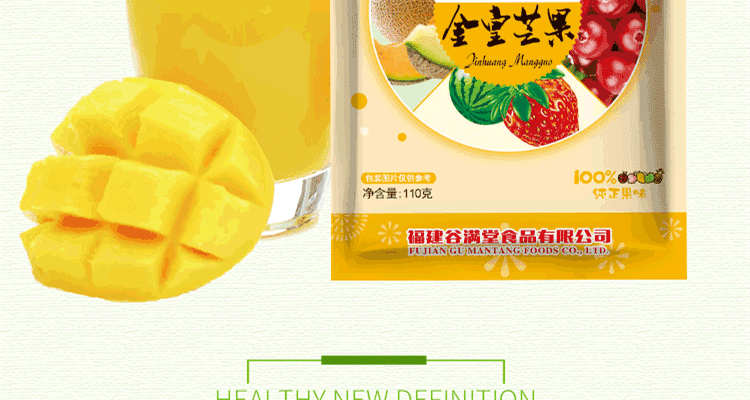 金皇芒果
Jinhuang Mangguo
包装图片仅供参考
净含量:110克
100%
纯正果味
福建谷满堂食品有限公司
FUJIAN GU MANTANG FOODS CO., LTD.
HEALTHY NEW DEFINITION